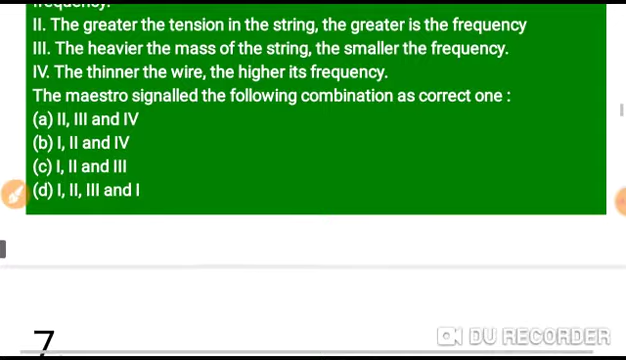 frequency.
II. The greater the tension in the string, the greater is the frequency
III. The heavier the mass of the string, the smaller the frequency.
IV. The thinner the wire, the higher its frequency.
The maestro signalled the following combination as correct one :
(a) II, III and IV
(b) I, II and IV
(c) I, II and III
(d) I, II, III and I
7
DU RECORDER